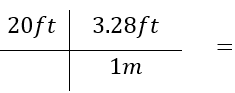 20ft 3.28ft
=
1m